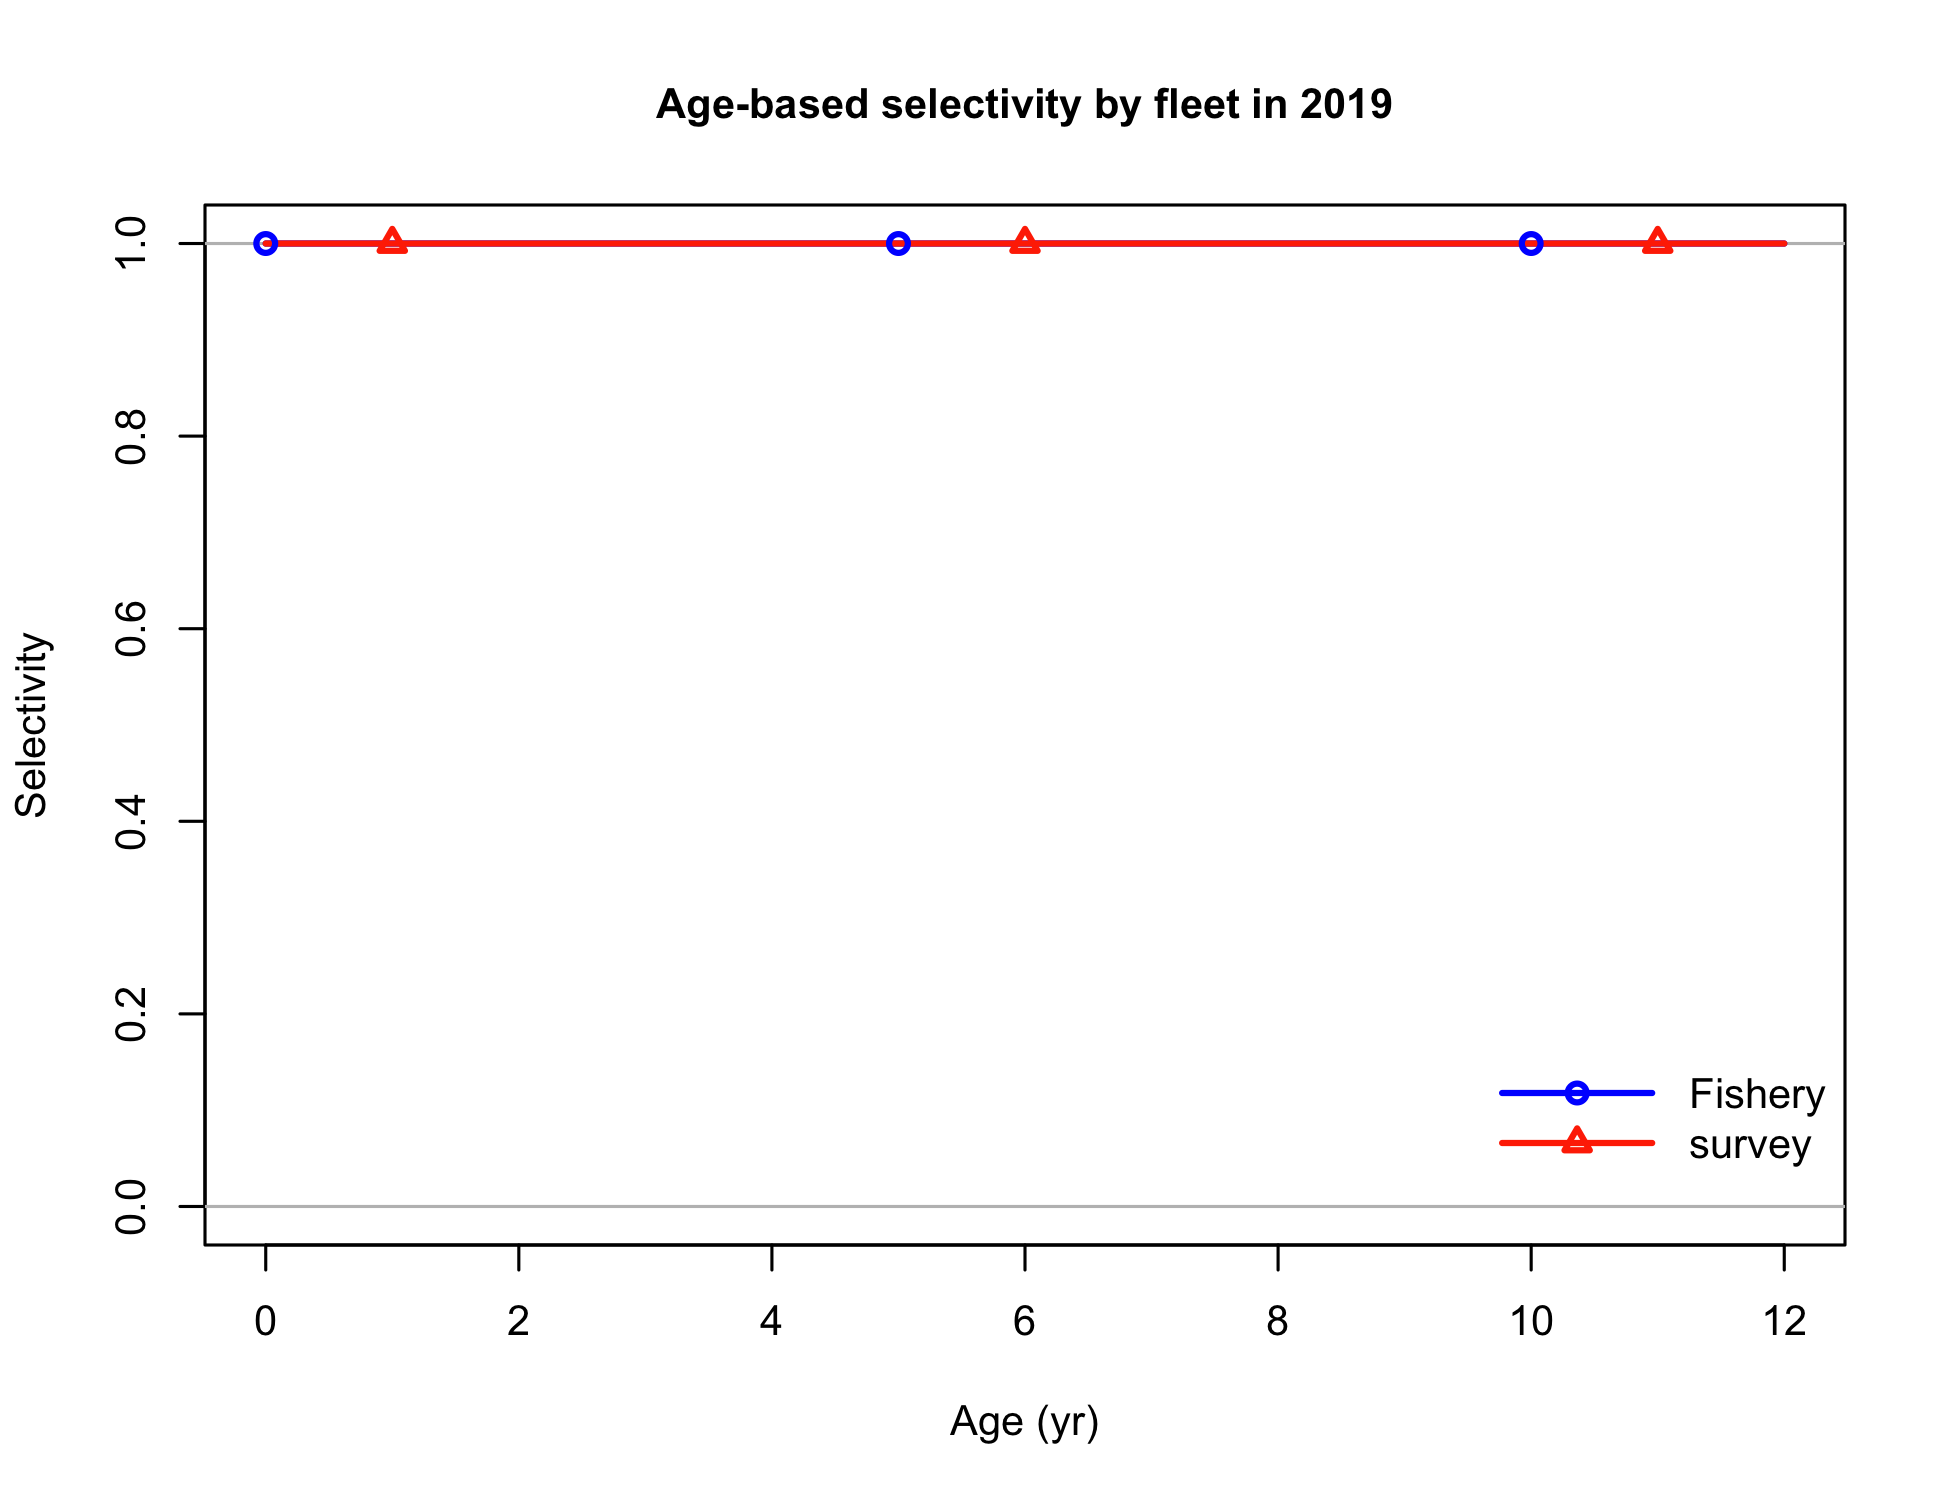 Age-based selectivity by fleet in 2019
Selectivity
1.0
0.8
0.6
0.4
0.2
0.0
Fishery
survey
0 2 4 6 8 10 12
Age (yr)